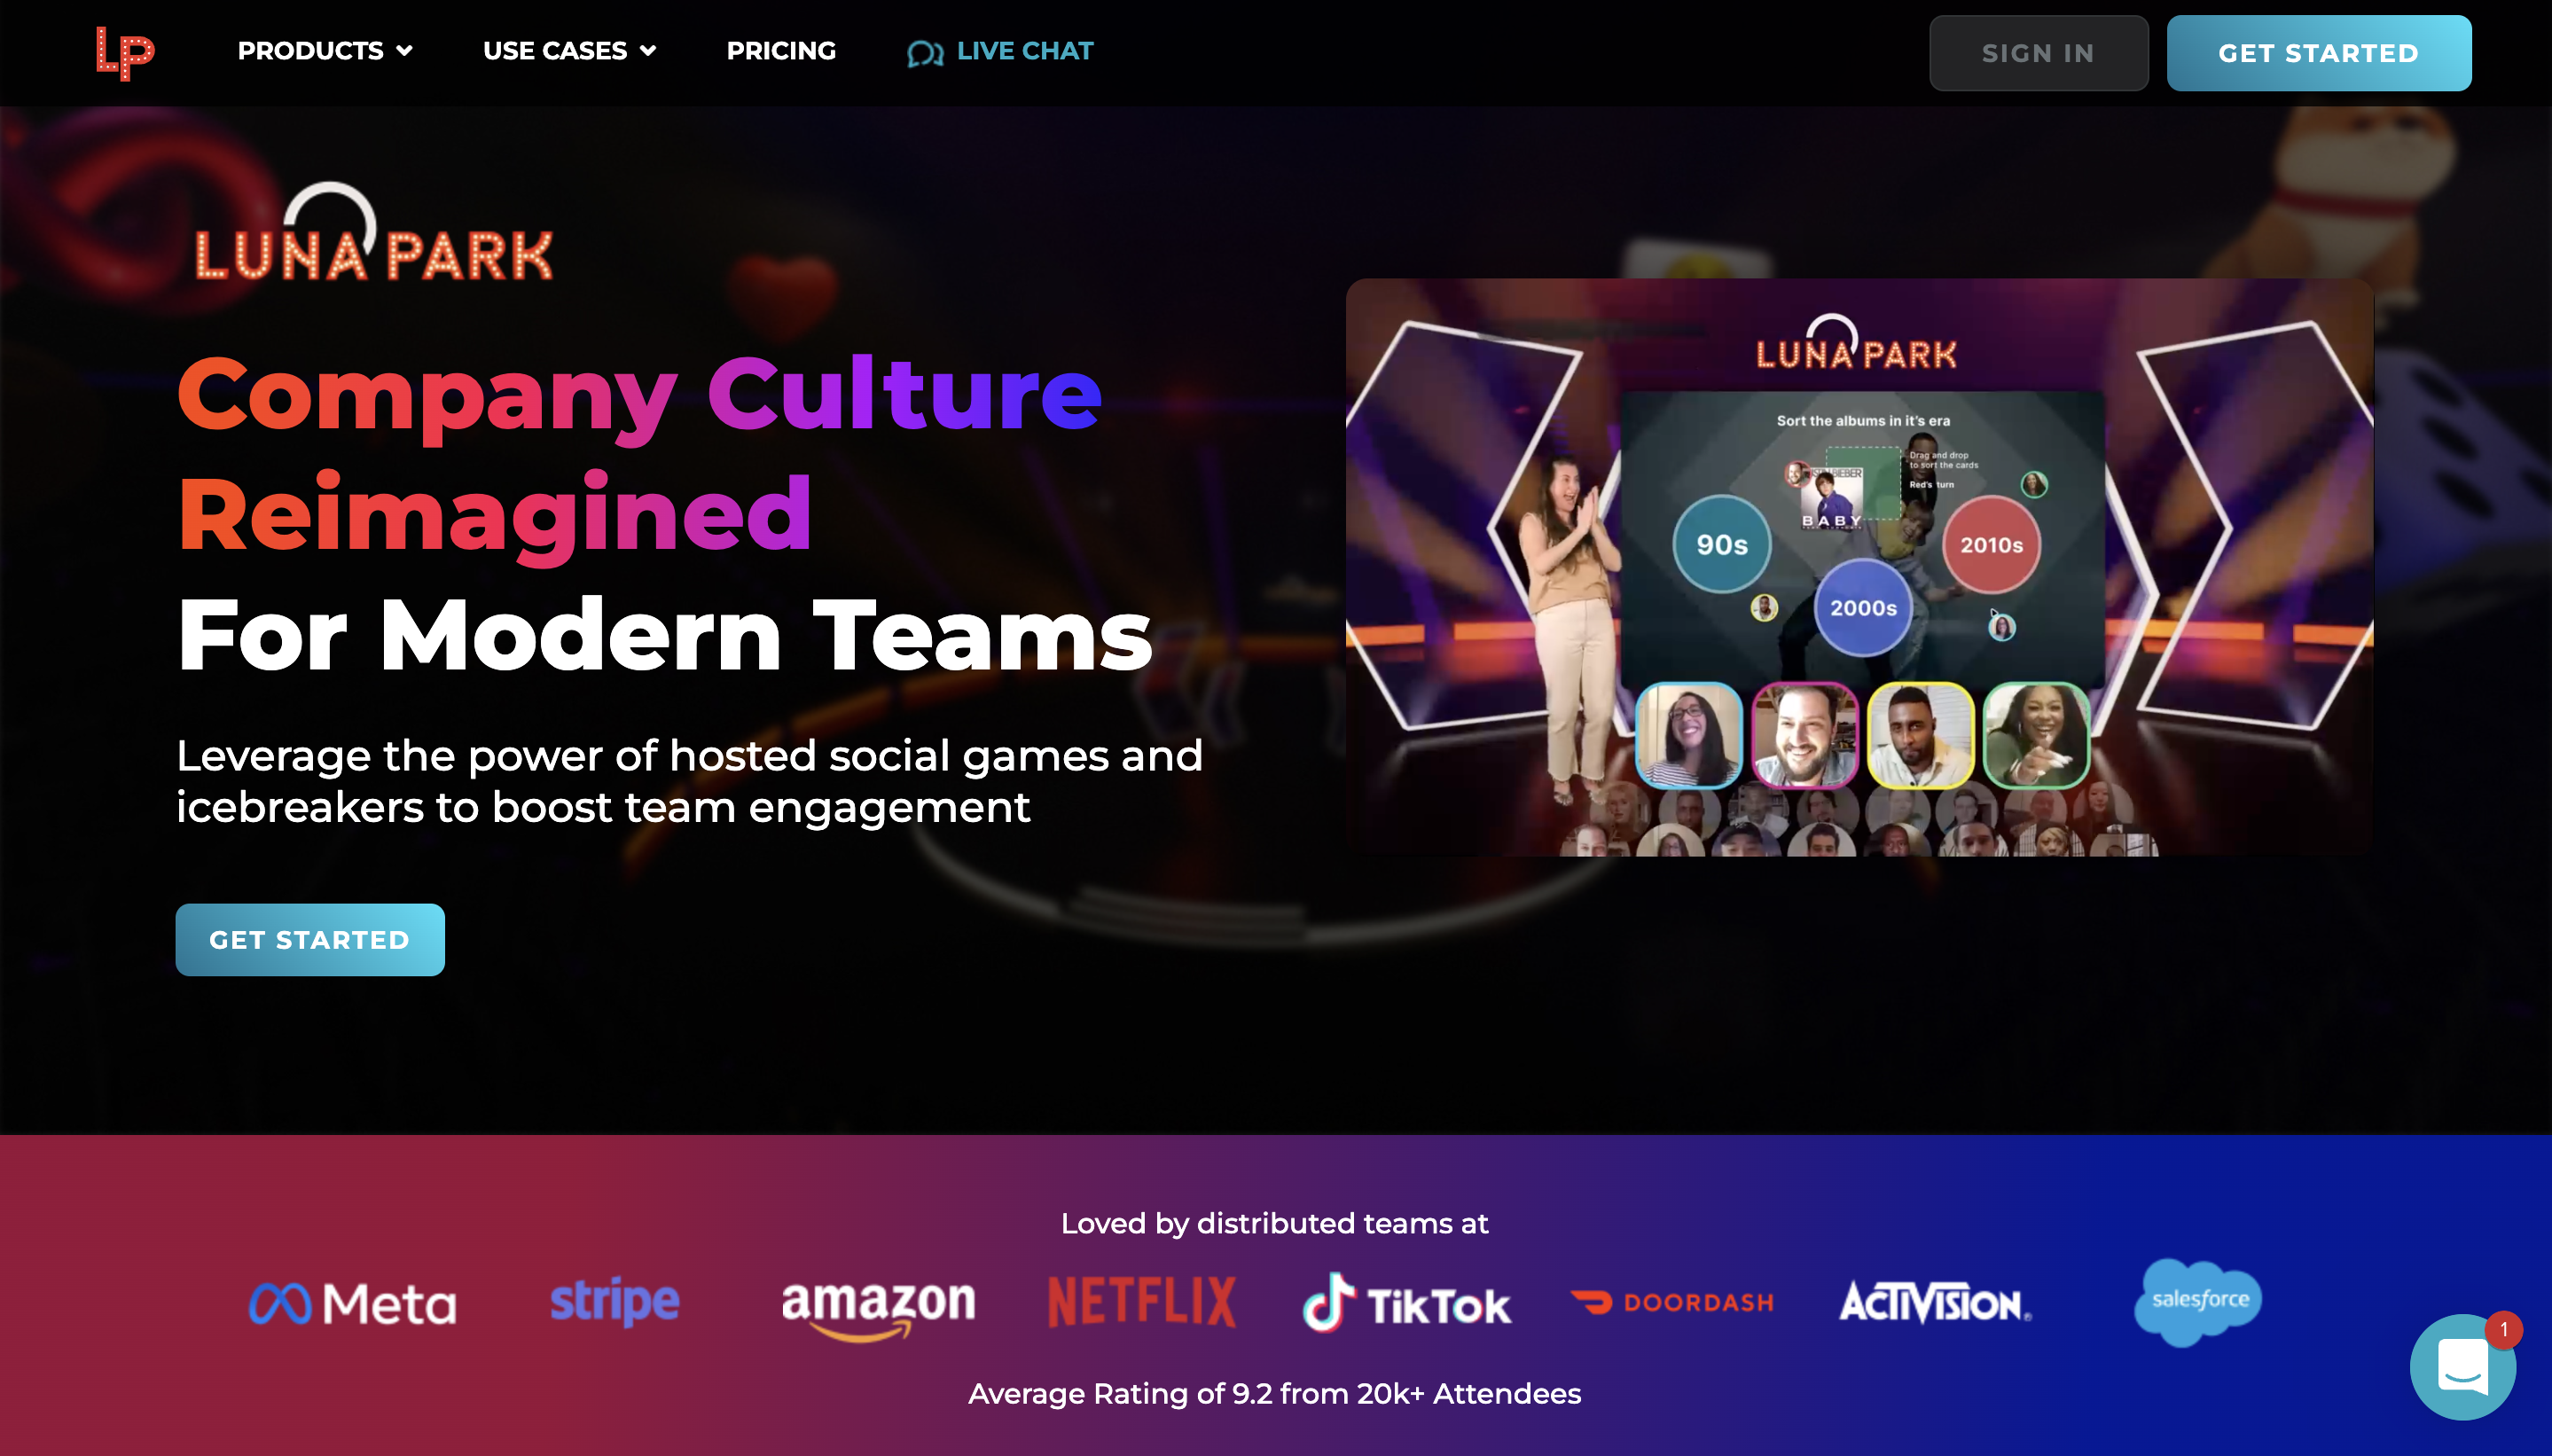 LP
PRODUCTS
USE CASES
PRICING
LIVE CHAT
SIGN IN
GET STARTED
LUNA PARK
Company Culture
Reimagined
For Modern Teams
Leverage the power of hosted social games and
icebreakers to boost team engagement
GET STARTED
LUNA PARK
Sort the albums in it's era
Drag and drop
to sort the cards
Red's turn
BABY
90s
2000s
2010s
Loved by distributed teams at
Meta
stripe
amazon
NETFLIX
TikTok
DOORDASH
ACTIVISION®
salesforce
1
Average Rating of 9.2 from 20k+ Attendees